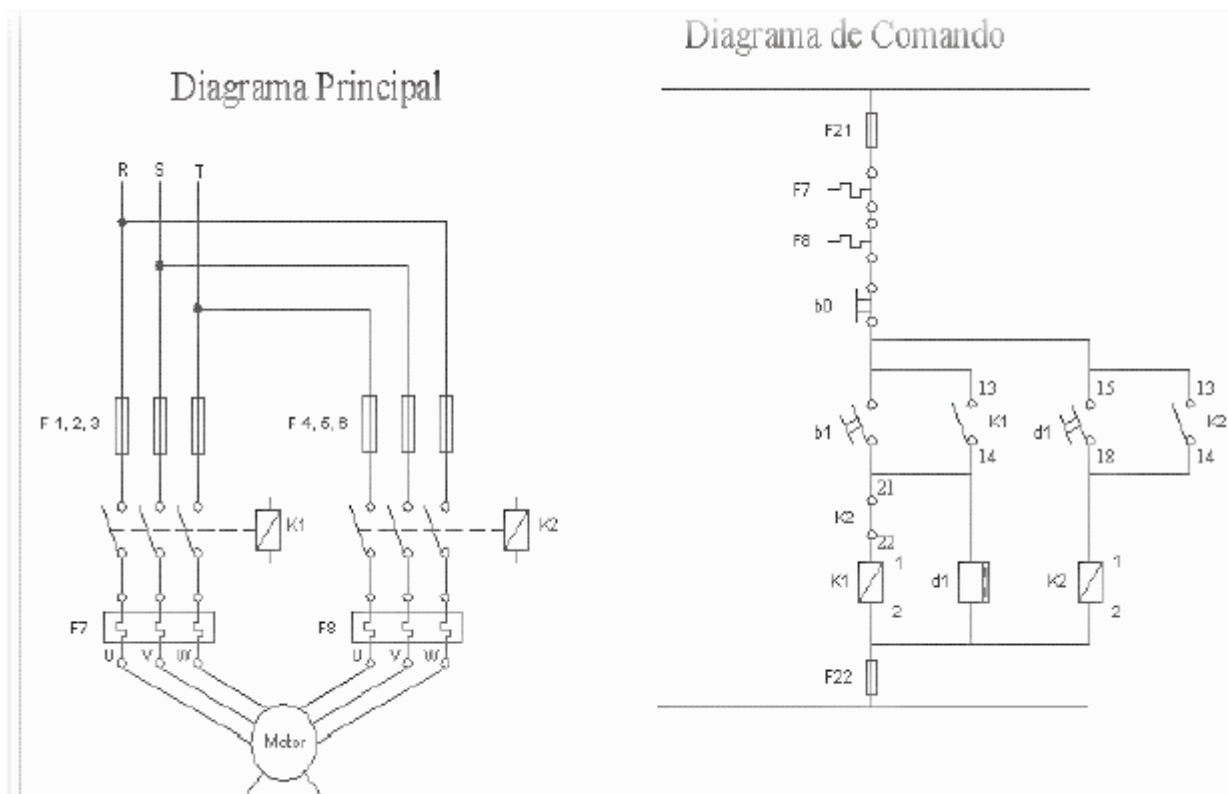 Diagrama de Comando
Diagrama Principal
R S T
F 1, 2, 3
F 4, 5, 6
K1
K2
F7
F8
U V W
U V W
Motor
F21
F7
F8
b0
b1
13
K1
14
15
d1
18
13
K2
14
21
K2
22
K1
1
2
d1
K2
1
2
F22